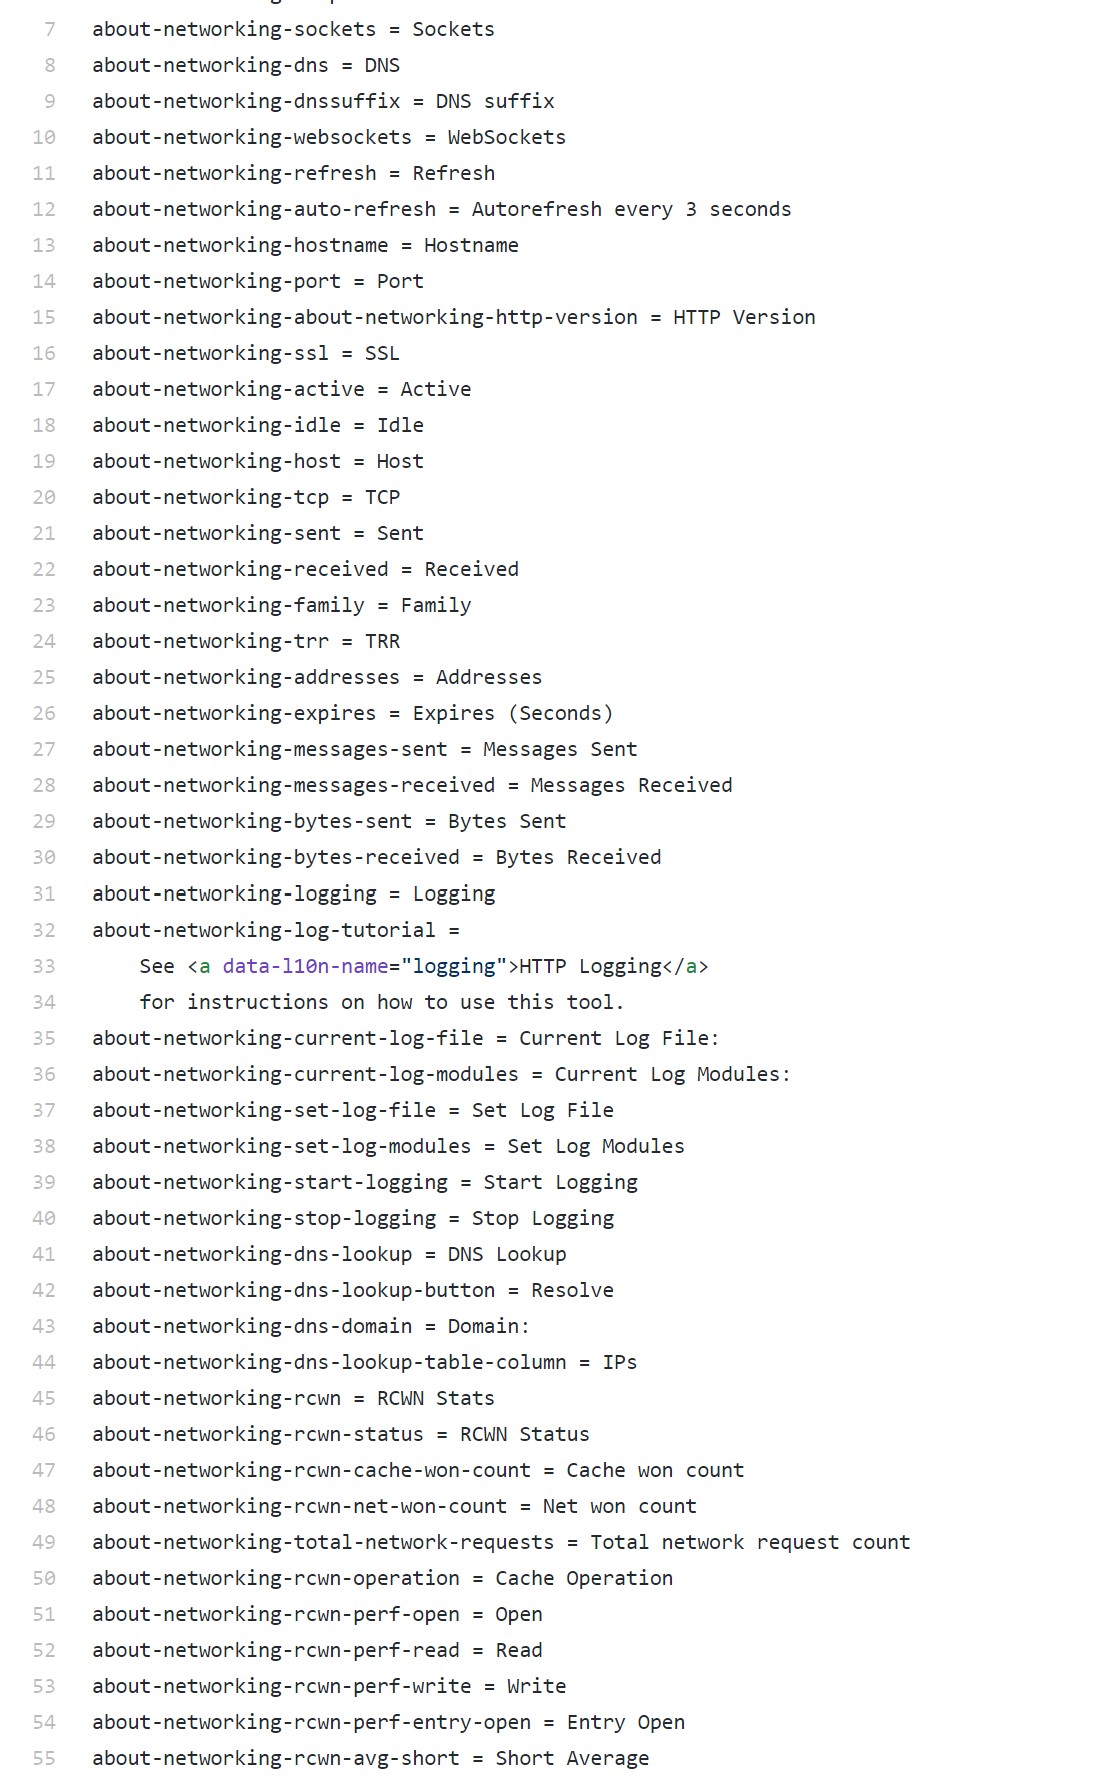 7 about-networking-sockets = Sockets
8 about-networking-dns = DNS
9 about-networking-dnssuffix = DNS suffix
10 about-networking-websockets = WebSockets
11 about-networking-refresh = Refresh
12 about-networking-auto-refresh = Autorefresh every 3 seconds
13 about-networking-hostname = Hostname
14 about-networking-port = Port
15 about-networking-about-networking-http-version = HTTP Version
16 about-networking-ssl = SSL
17 about-networking-active = Active
18 about-networking-idle = Idle
19 about-networking-host = Host
20 about-networking-tcp = TCP
21 about-networking-sent = Sent
22 about-networking-received = Received
23 about-networking-family = Family
24 about-networking-trr = TRR
25 about-networking-addresses = Addresses
26 about-networking-expires = Expires (Seconds)
27 about-networking-messages-sent = Messages Sent
28 about-networking-messages-received = Messages Received
29 about-networking-bytes-sent = Bytes Sent
30 about-networking-bytes-received = Bytes Received
31 about-networking-logging = Logging
32 about-networking-log-tutorial =
33 See <a data-l10n-name="logging">HTTP Logging</a>
34 for instructions on how to use this tool.
35 about-networking-current-log-file = Current Log File:
36 about-networking-current-log-modules = Current Log Modules:
37 about-networking-set-log-file = Set Log File
38 about-networking-set-log-modules = Set Log Modules
39 about-networking-start-logging = Start Logging
40 about-networking-stop-logging = Stop Logging
41 about-networking-dns-lookup = DNS Lookup
42 about-networking-dns-lookup-button = Resolve
43 about-networking-dns-domain = Domain:
44 about-networking-dns-lookup-table-column = IPs
45 about-networking-rcwn = RCWN Stats
46 about-networking-rcwn-status = RCWN Status
47 about-networking-rcwn-cache-won-count = Cache won count
48 about-networking-rcwn-net-won-count = Net won count
49 about-networking-total-network-requests = Total network request count
50 about-networking-rcwn-operation = Cache Operation
51 about-networking-rcwn-perf-open = Open
52 about-networking-rcwn-perf-read = Read
53 about-networking-rcwn-perf-write = Write
54 about-networking-rcwn-perf-entry-open = Entry Open
55 about-networking-rcwn-avg-short = Short Average